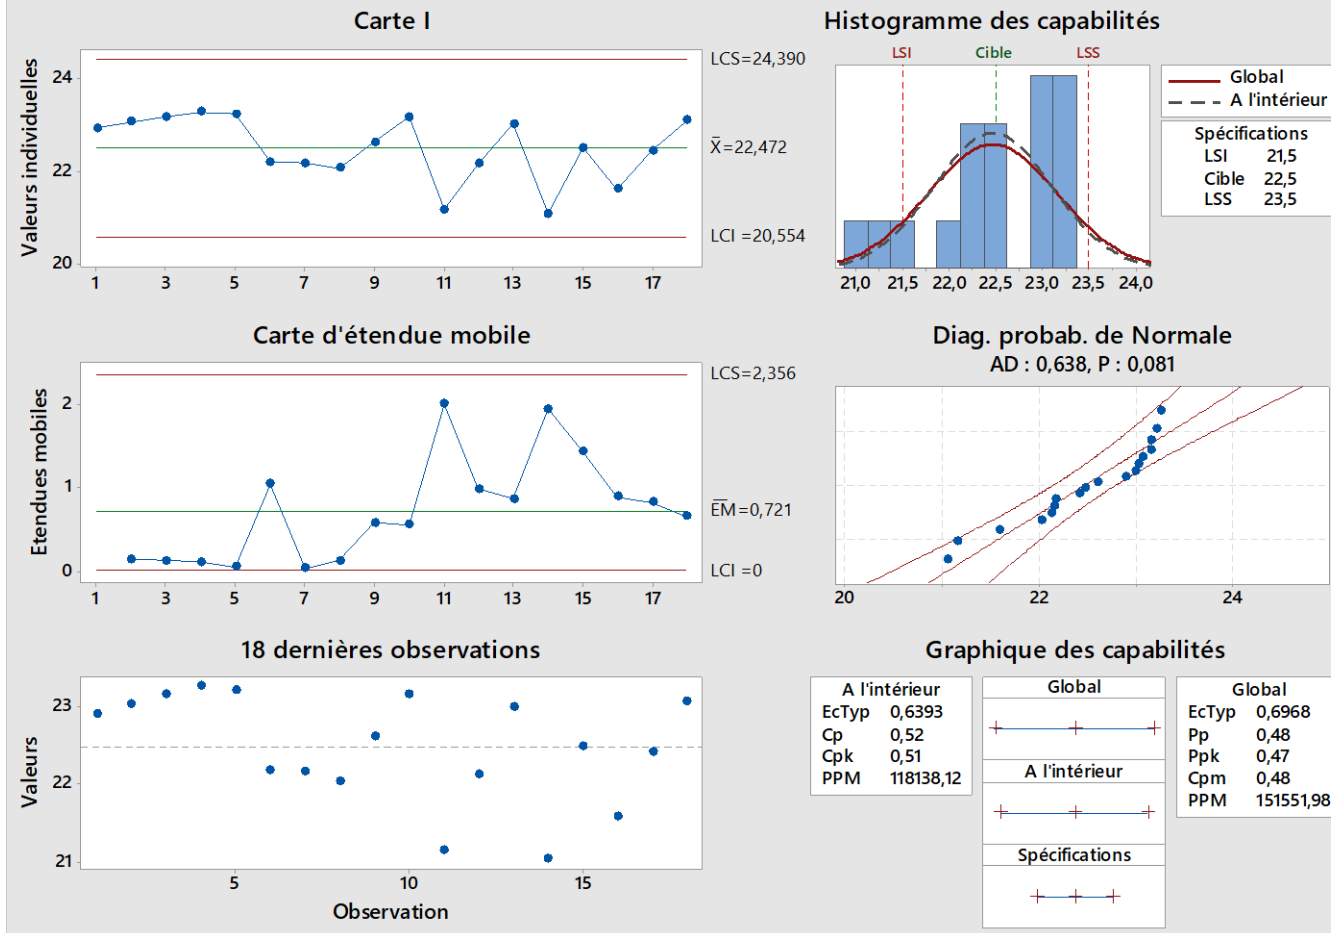 Carte I
Valeurs individuelles
24
22
20
1 3 5 7 9 11 13 15 17
LCS=24,390
X̄=22,472
LCI =20,554
Histogramme des capabilités
LSI Cible LSS
21,0 21,5 22,0 22,5 23,0 23,5 24,0
Global
A l'intérieur
Spécifications
LSI 21,5
Cible 22,5
LSS 23,5
Carte d'étendue mobile
Etendues mobiles
2
1
0
1 3 5 7 9 11 13 15 17
LCS=2,356
E̅M̅=0,721
LCI =0
Diag. probab. de Normale
AD : 0,638, P : 0,081
20 22 24
18 dernières observations
Valeurs
23
22
21
5 10 15
Observation
Graphique des capabilités
A l'intérieur
EcTyp 0,6393
Cp 0,52
Cpk 0,51
PPM 118138,12
Global
A l'intérieur
Spécifications
Global
EcTyp 0,6968
Pp 0,48
Ppk 0,47
Cpm 0,48
PPM 151551,98